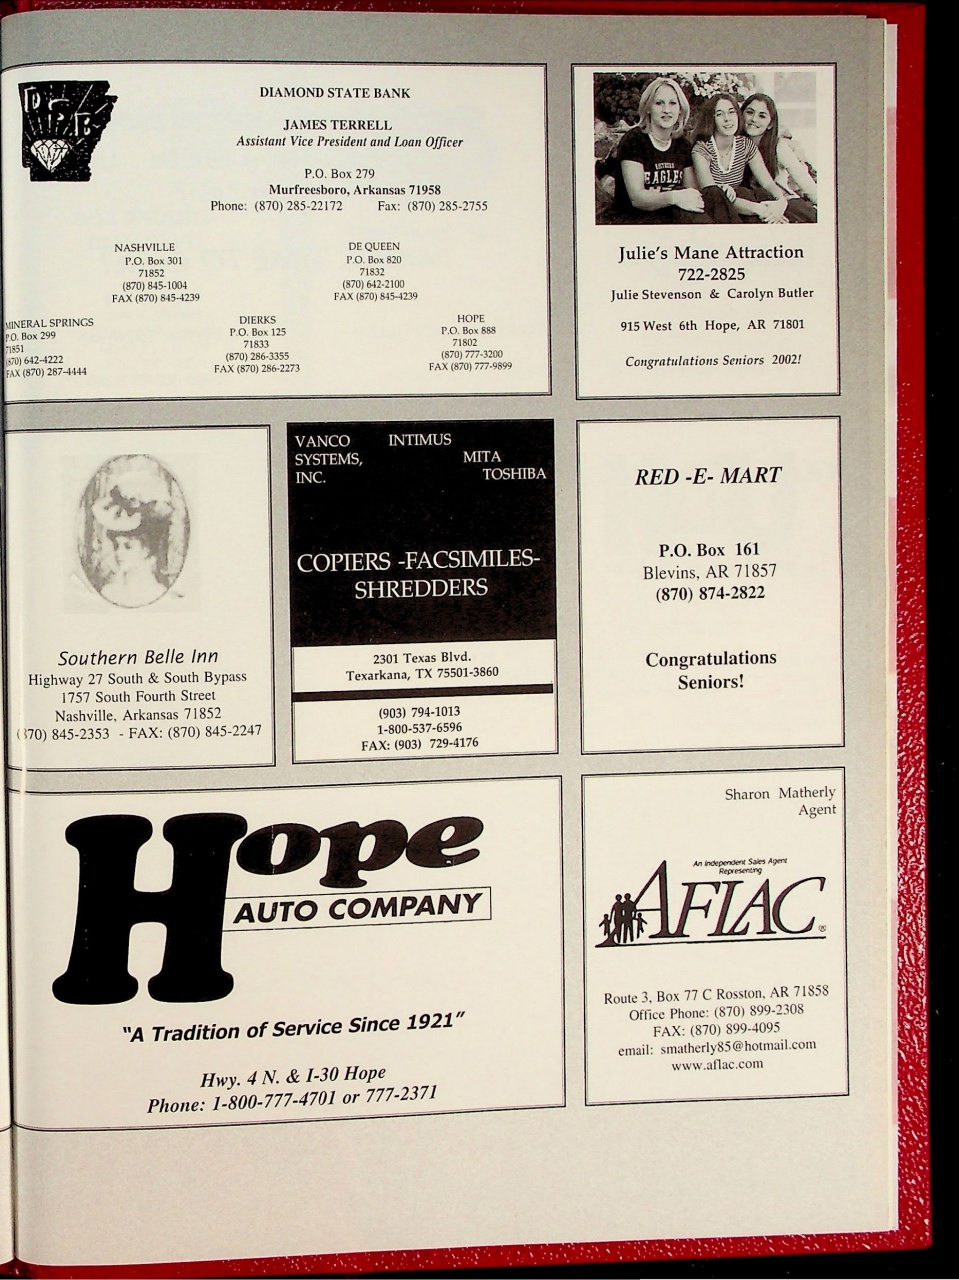 DPB
DIAMOND STATE BANK
JAMES TERRELL
Assistant Vice President and Loan Officer
P.O. Box 279
Murfreesboro, Arkansas 71958
Phone: (870) 285-22172 Fax: (870) 285-2755
NASHVILLE
P.O. Box 301
71852
(870) 845-1004
FAX (870) 845-4239
DE QUEEN
P.O. Box 820
71832
(870) 642-2100
FAX (870) 845-4239
MINERAL SPRINGS
P.O. Box 299
71851
(870) 642-4222
FAX (870) 287-4444
DIERKS
P.O. Box 125
71833
(870) 286-3355
FAX (870) 286-2273
HOPE
P.O. Box 888
71802
(870) 777-3200
FAX (870) 777-9899
EAGLES
Julie's Mane Attraction
722-2825
Julie Stevenson & Carolyn Butler
915 West 6th Hope, AR 71801
Congratulations Seniors 2002!
Southern Belle Inn
Highway 27 South & South Bypass
1757 South Fourth Street
Nashville, Arkansas 71852
(870) 845-2353 - FAX: (870) 845-2247
VANCO INTIMUS
SYSTEMS, MITA
INC. TOSHIBA
COPIERS -FACSIMILES-
SHREDDERS
2301 Texas Blvd.
Texarkana, TX 75501-3860
(903) 794-1013
1-800-537-6596
FAX: (903) 729-4176
RED -E- MART
P.O. Box 161
Blevins, AR 71857
(870) 874-2822
Congratulations
Seniors!
Hope
AUTO COMPANY
"A Tradition of Service Since 1921"
Hwy. 4 N. & I-30 Hope
Phone: 1-800-777-4701 or 777-2371
Sharon Matherly
Agent
An Independent Sales Agent
Representing
AFLAC®
Route 3, Box 77 C Rosston, AR 71858
Office Phone: (870) 899-2308
FAX: (870) 899-4095
email: smatherly85@hotmail.com
www.aflac.com